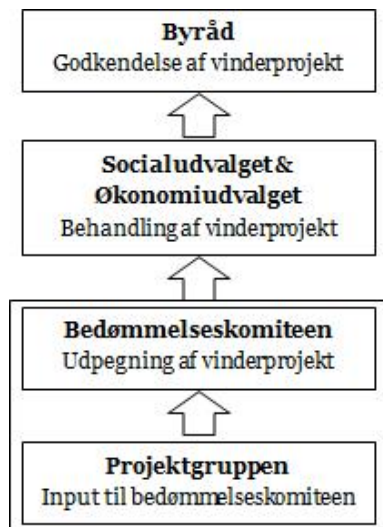 Byråd
Godkendelse af vinderprojekt
Socialudvalget &
Økonomiudvalget
Behandling af vinderprojekt
Bedømmelseskomiteen
Udpegning af vinderprojekt
Projektgruppen
Input til bedømmelseskomiteen